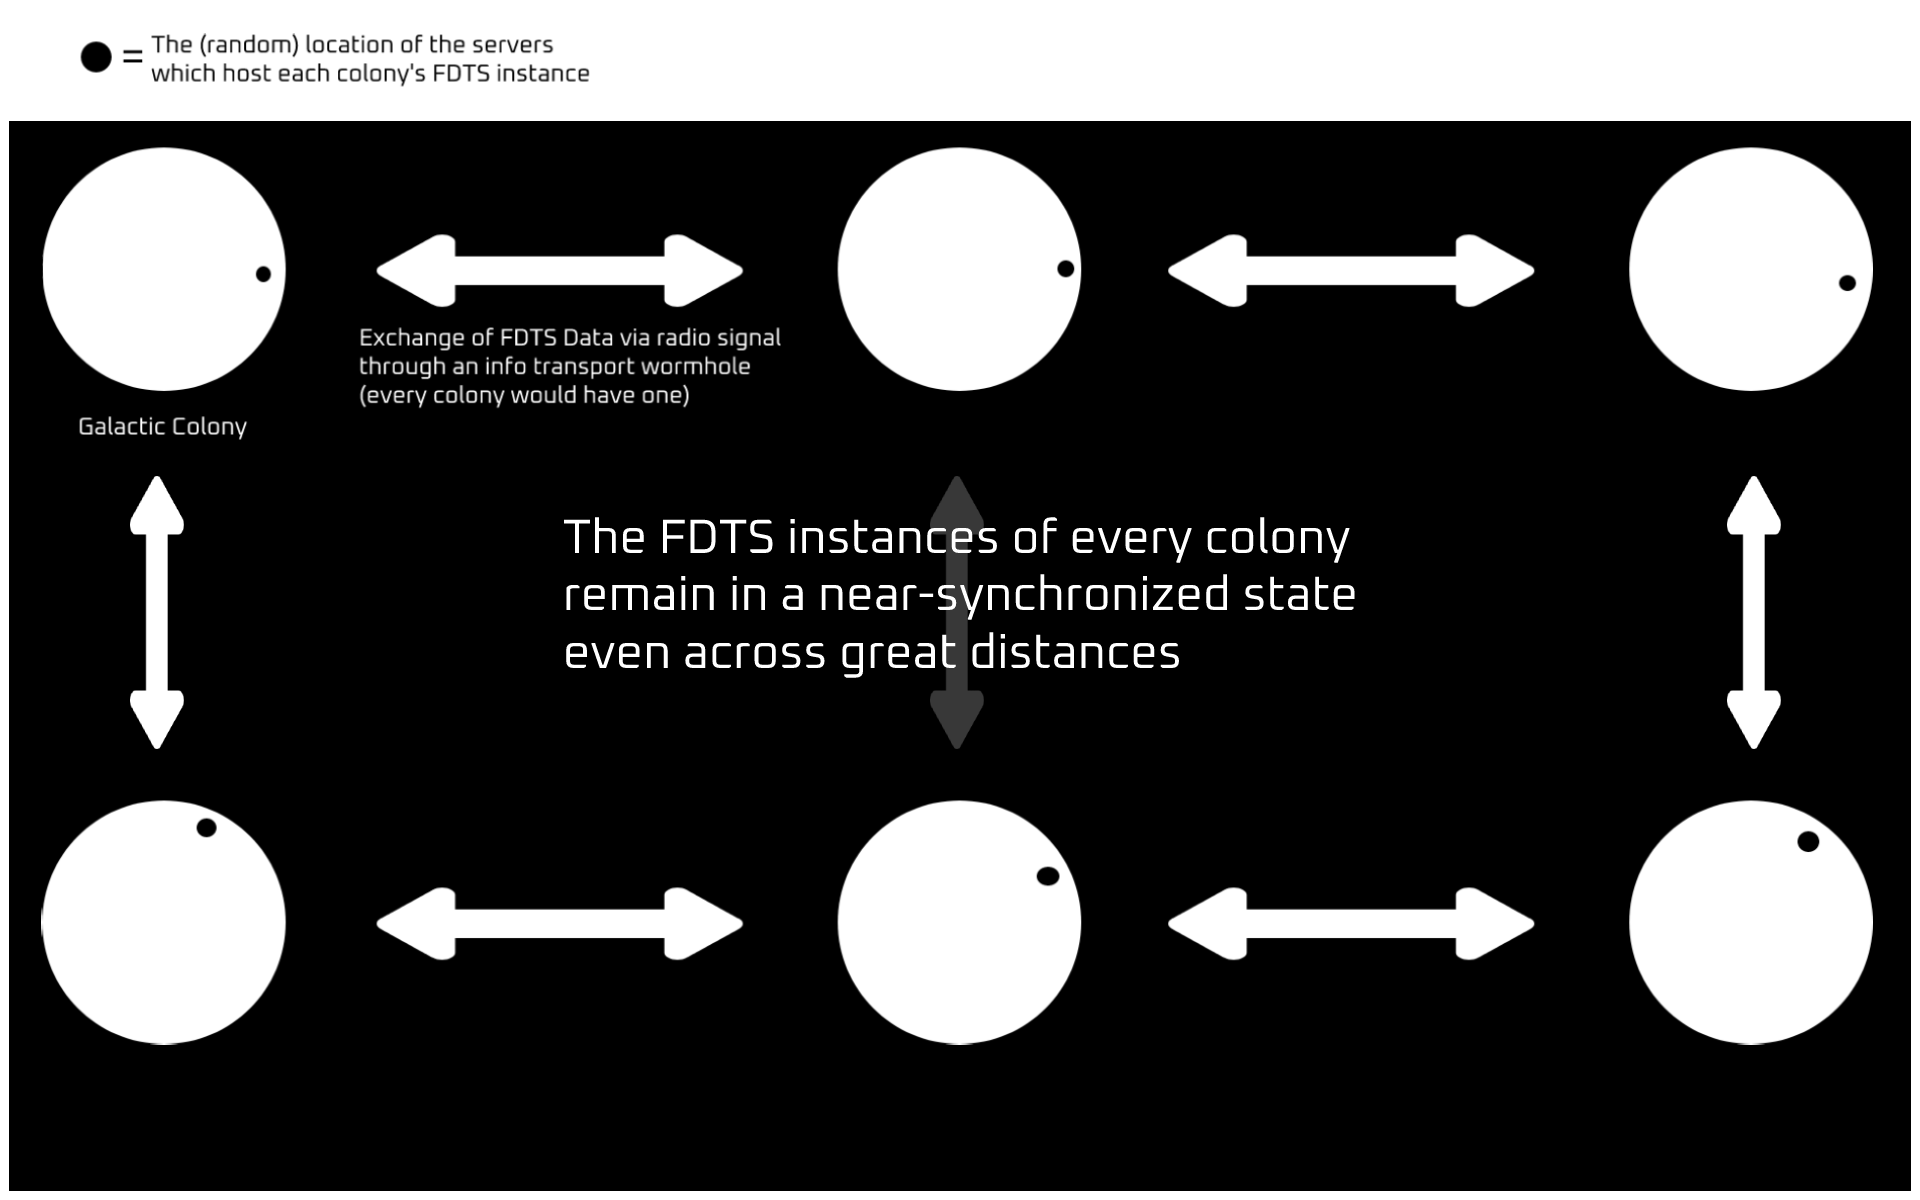 = The (random) location of the servers
which host each colony's FDTS instance
Exchange of FDTS Data via radio signal
through an info transport wormhole
(every colony would have one)
Galactic Colony
The FDTS instances of every colony
remain in a near-synchronized state
even across great distances